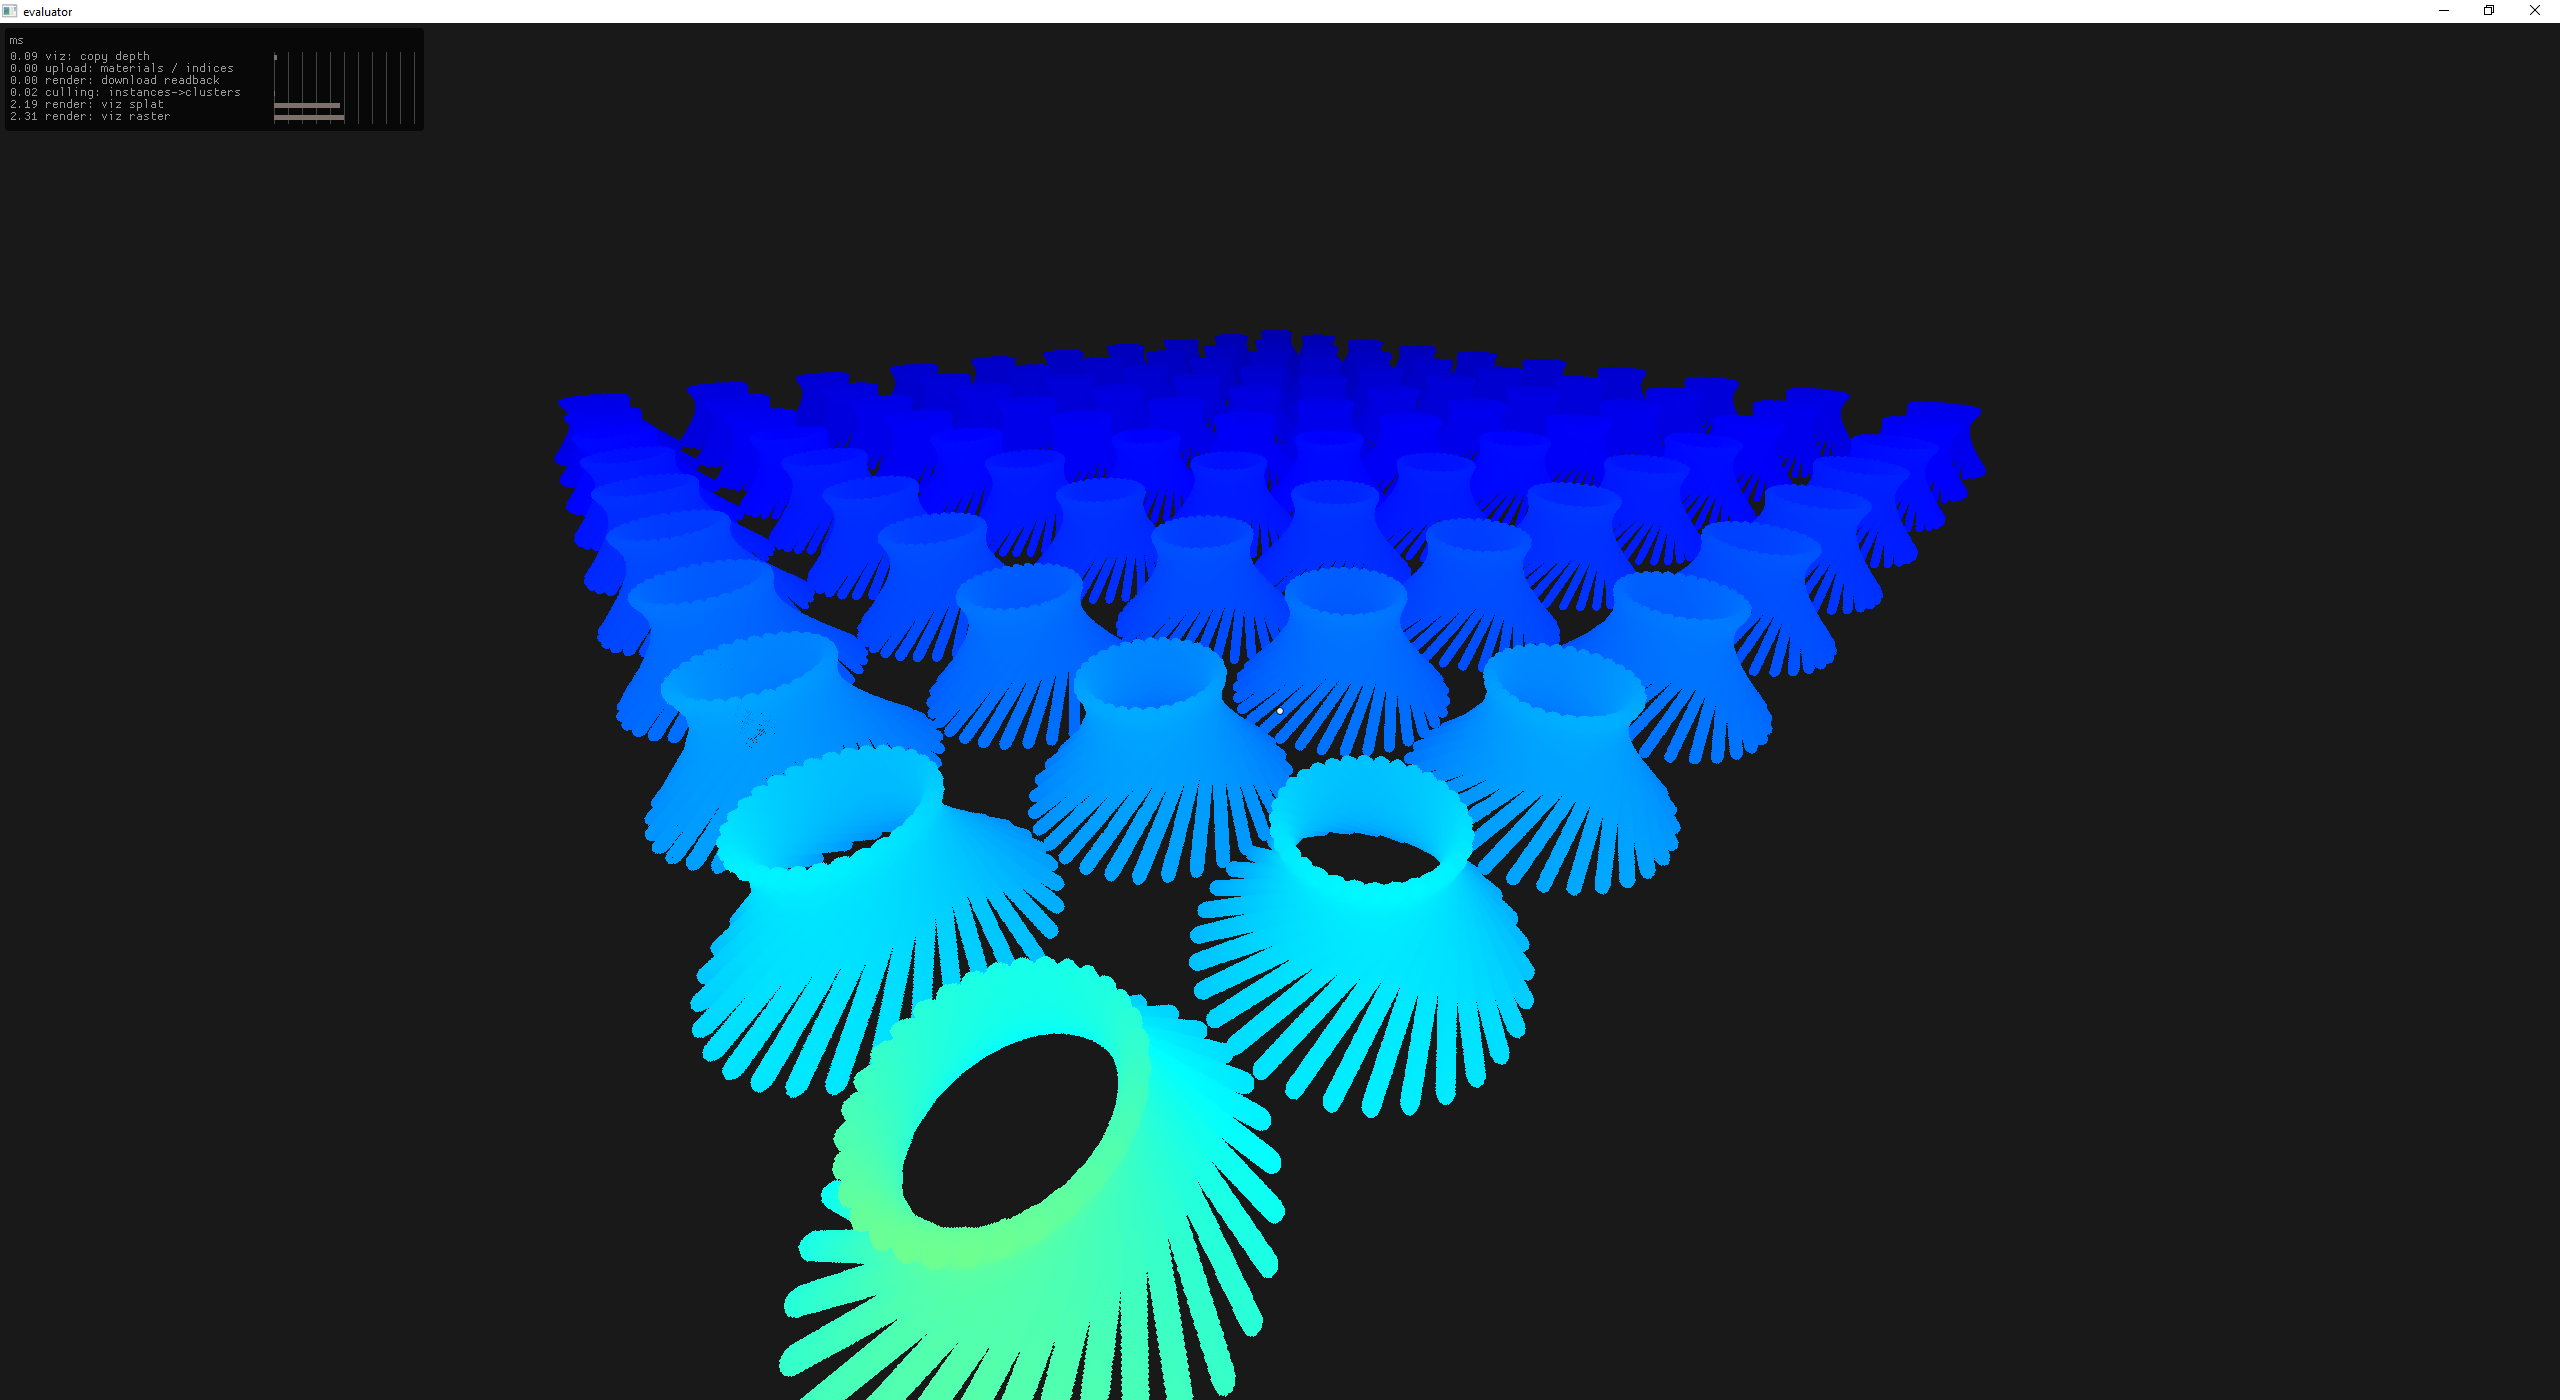 evaluator
ms
0.09 viz: copy depth
0.00 upload: materials / indices
0.00 render: download readback
0.02 culling: instances->clusters
2.19 render: viz splat
2.31 render: viz raster